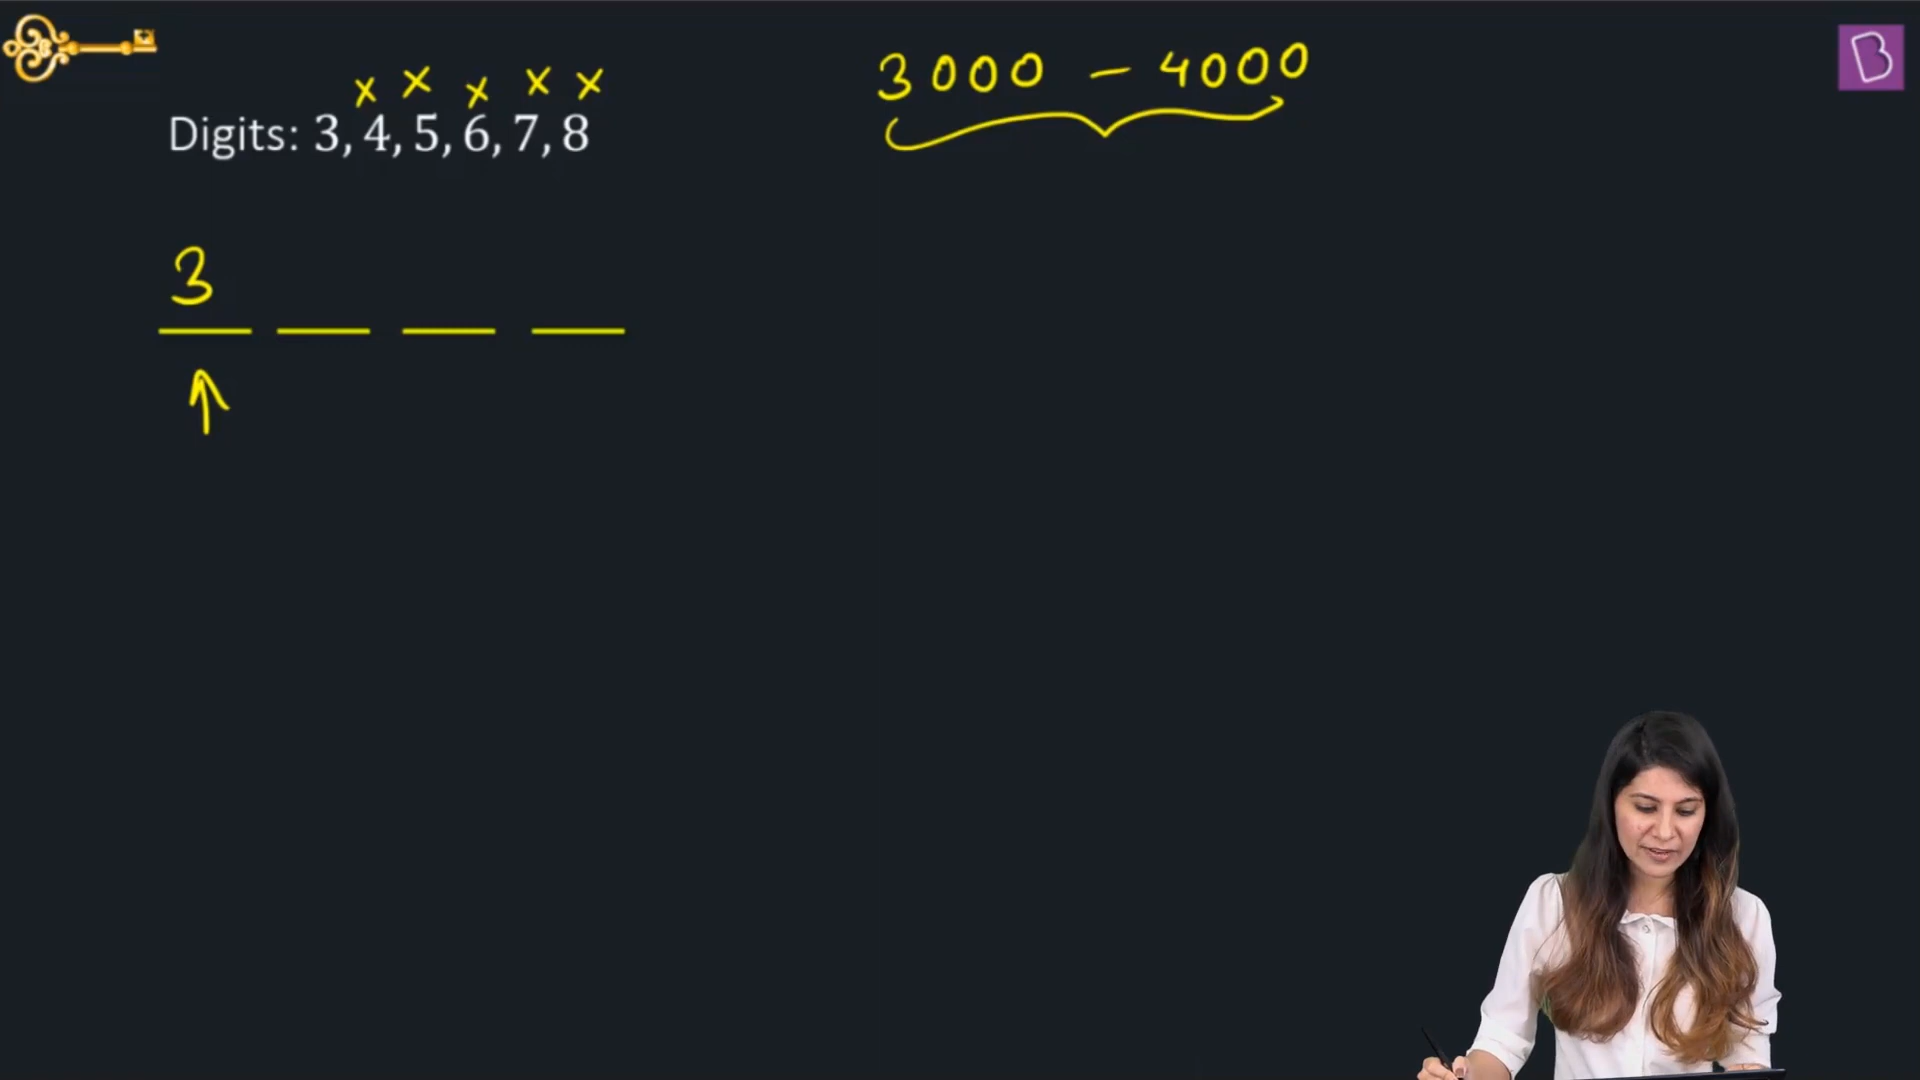 3000 – 4000
x x x x x
Digits: 3, 4, 5, 6, 7, 8
3
B